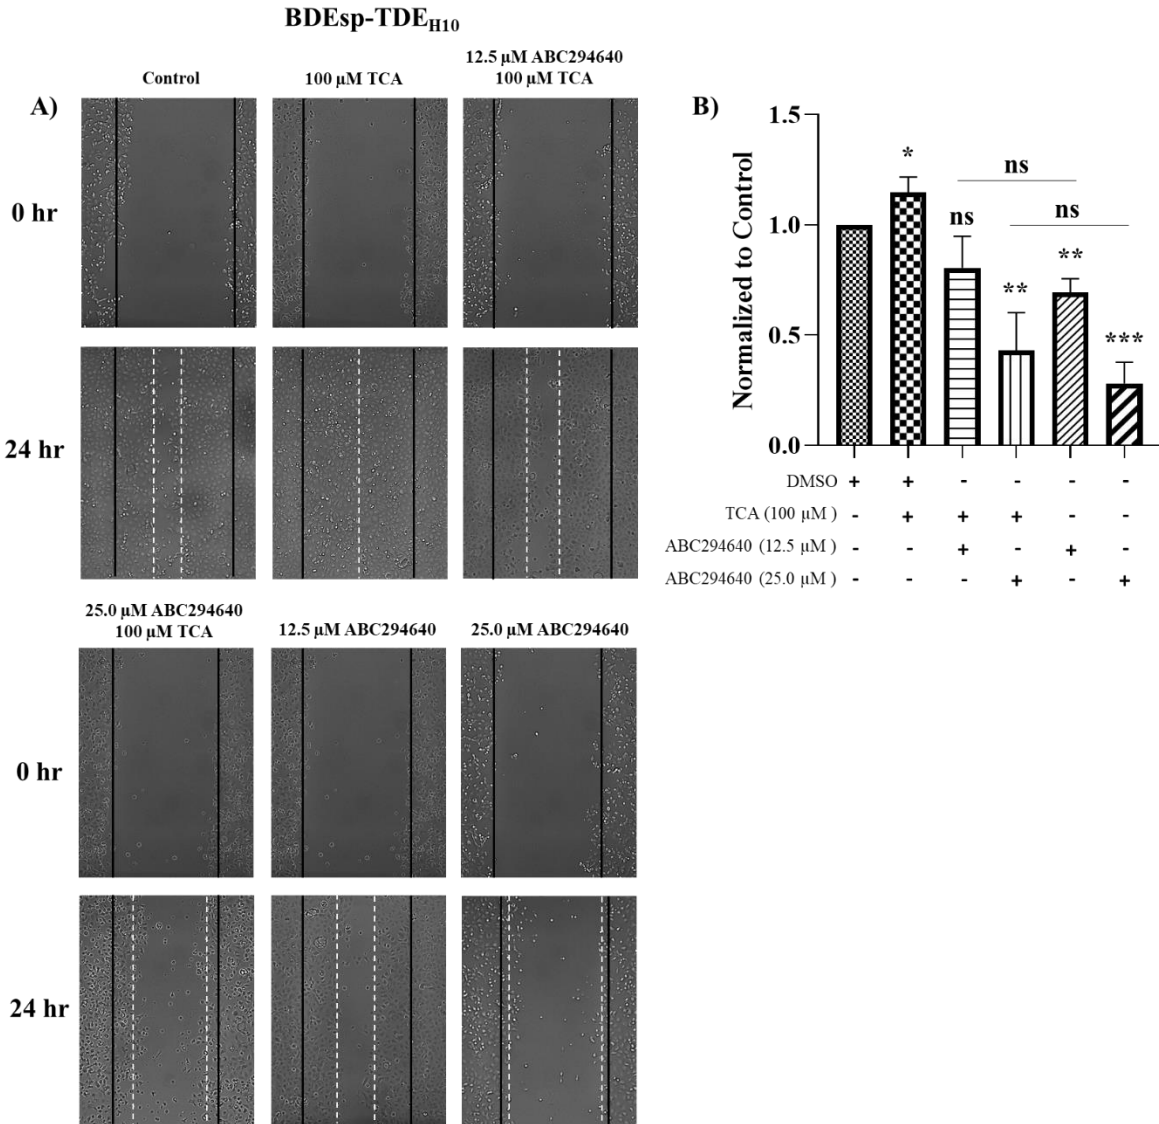 BDEsp-TDEH10
Control
100 µM TCA
12.5 µM ABC294640
100 µM TCA
A)
0 hr
24 hr
25.0 µM ABC294640
100 µM TCA
12.5 µM ABC294640
25.0 µM ABC294640
0 hr
24 hr
B)
Normalized to Control
1.5
1.0
0.5
0.0
*
ns
**
**
***
ns
ns
DMSO + + - - - -
TCA (100 µM ) - + + + - -
ABC294640 (12.5 µM ) - - + - + -
ABC294640 (25.0 µM ) - - - + - +